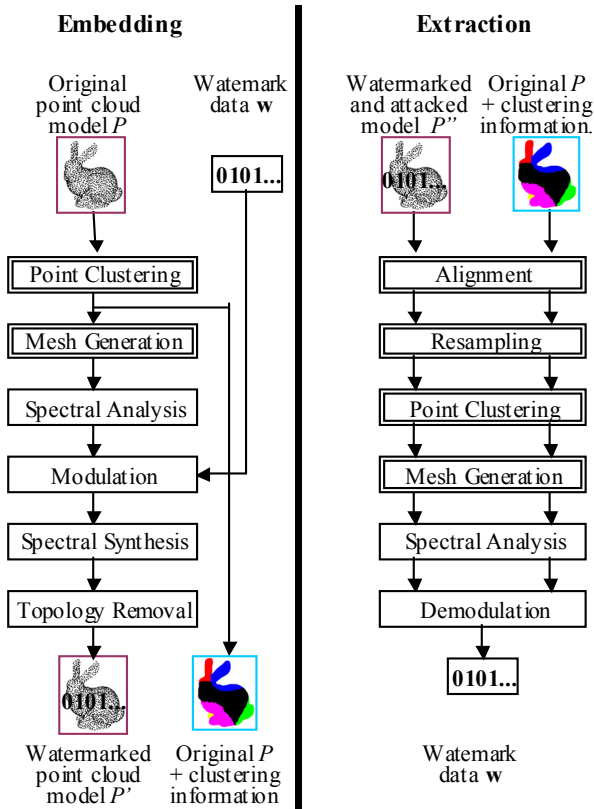 Embedding
Original
point cloud
model P
Watemark
data w
0101...
Point Clustering
Mesh Generation
Spectral Analysis
Modulation
Spectral Synthesis
Topology Removal
0101...
Watermarked
point cloud
model P'
Original P
+ clustering
information
Extraction
Watermarked
and attacked
model P''
Original P
+ clustering
information.
0101...
Alignment
Resampling
Point Clustering
Mesh Generation
Spectral Analysis
Demodulation
0101...
Watemark
data w